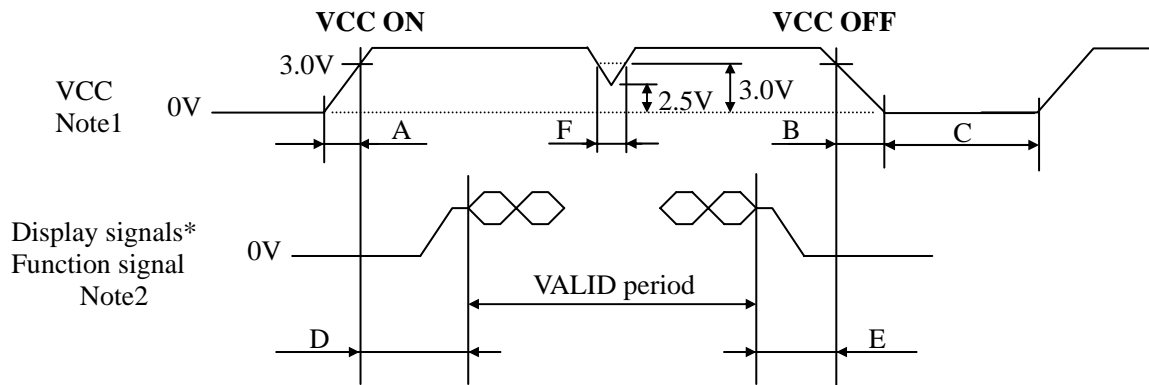 VCC ON
VCC OFF
3.0V
VCC
Note1
0V
2.5V
3.0V
A
F
B
C
Display signals*
Function signal
Note2
0V
VALID period
D
E